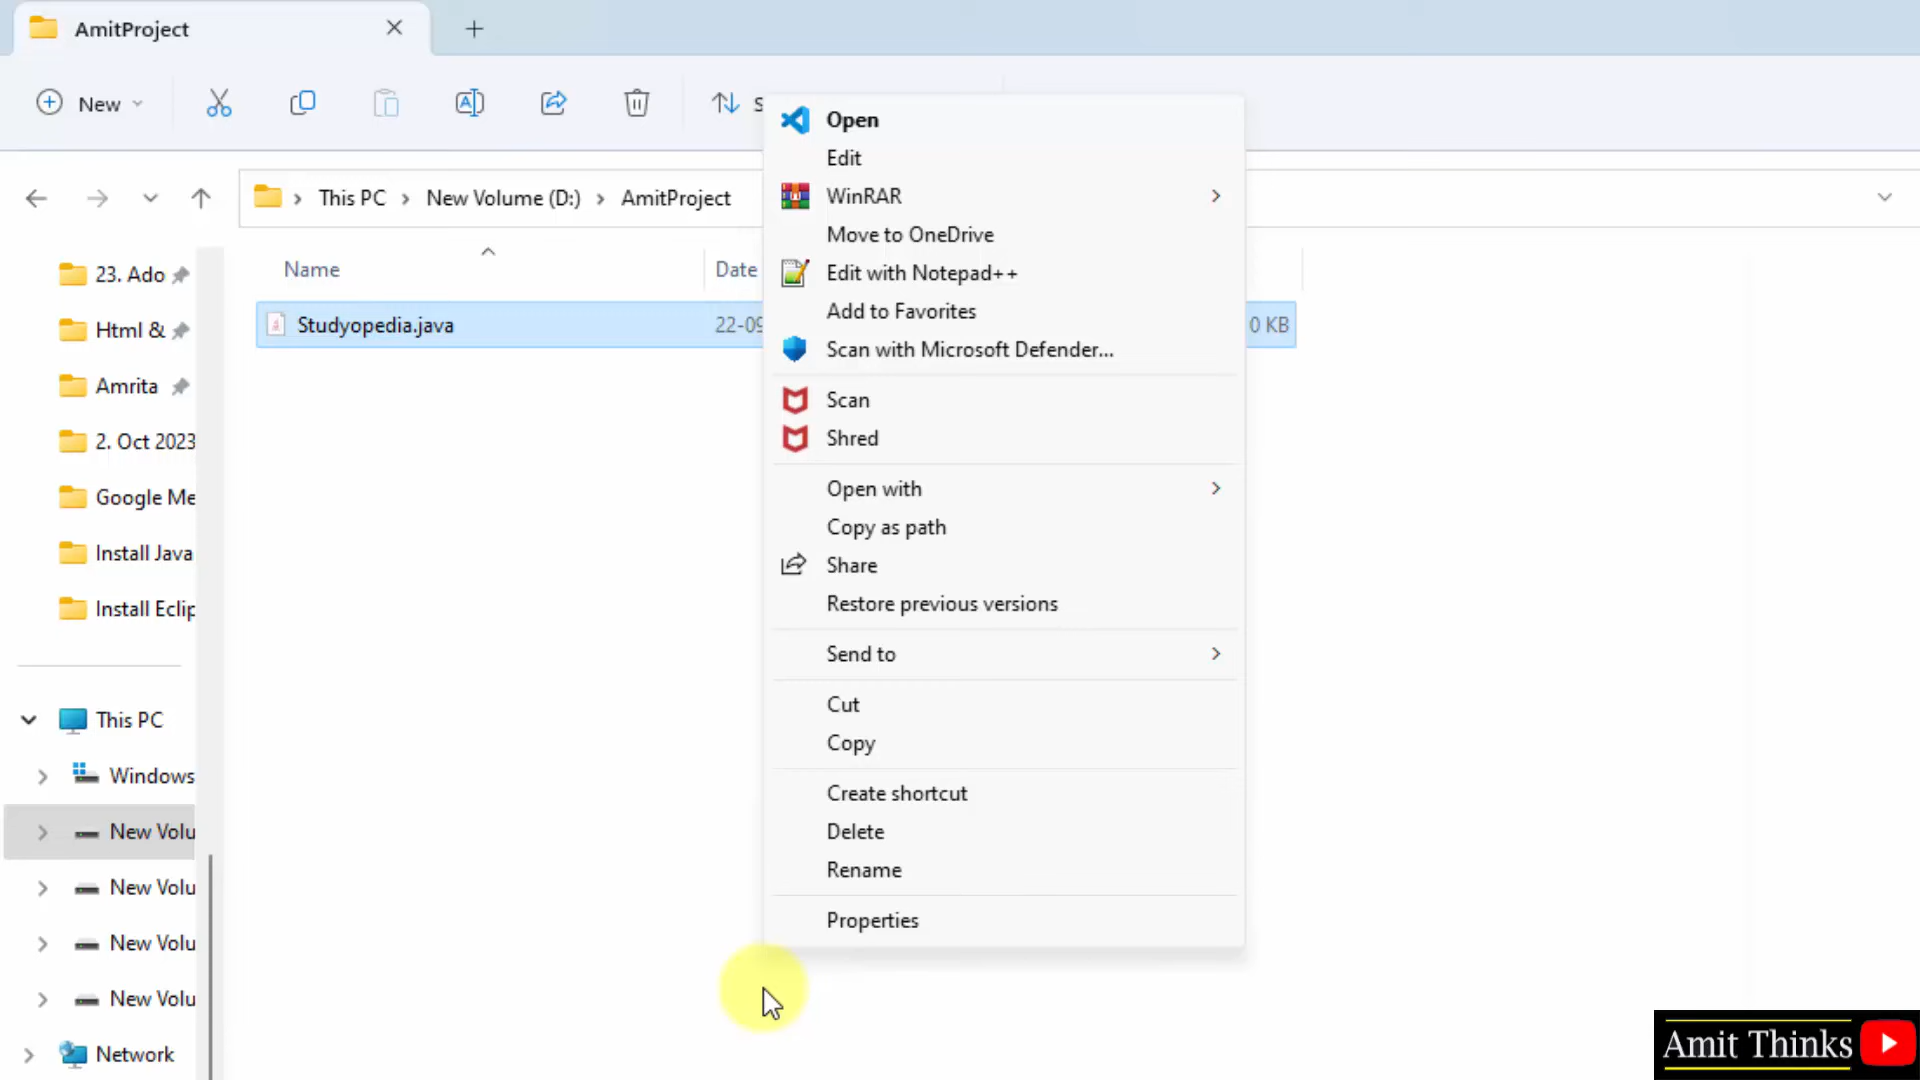 AmitProject
New
S
This PC
New Volume (D:)
AmitProject
Name
Date
23. Ado
Html &
Amrita
2. Oct 2023
Google Me
Install Java
Install Eclip
This PC
Windows
New Volu
New Volu
New Volu
New Volu
Network
Studyopedia.java
22-09
0 KB
Open
Edit
WinRAR
Move to OneDrive
Edit with Notepad++
Add to Favorites
Scan with Microsoft Defender...
Scan
Shred
Open with
Copy as path
Share
Restore previous versions
Send to
Cut
Copy
Create shortcut
Delete
Rename
Properties
Amit Thinks